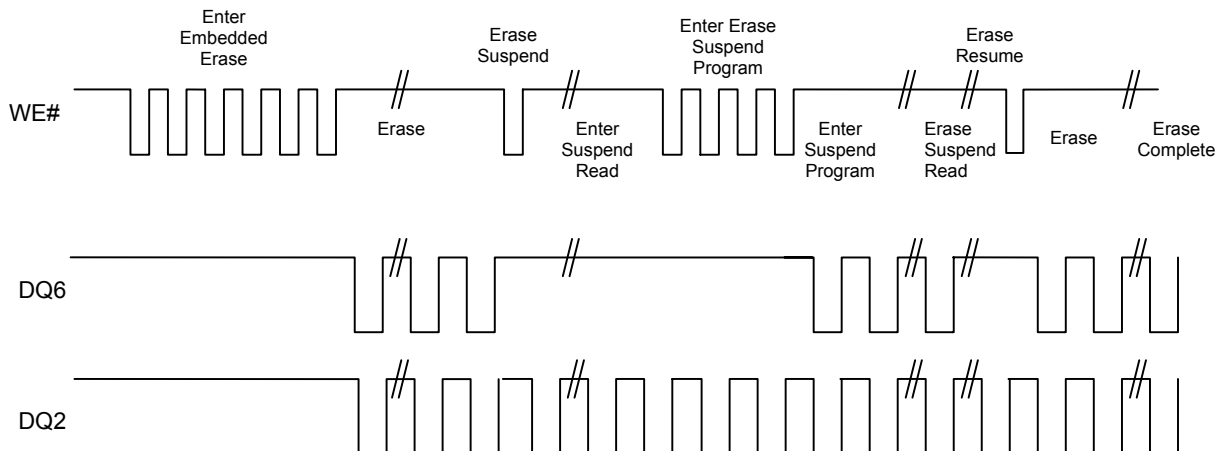 Enter
Embedded
Erase
Erase
Suspend
Enter Erase
Suspend
Program
Erase
Resume
WE#
Erase
Enter
Suspend
Read
Enter
Suspend
Program
Erase
Suspend
Read
Erase
Erase
Complete
DQ6
DQ2